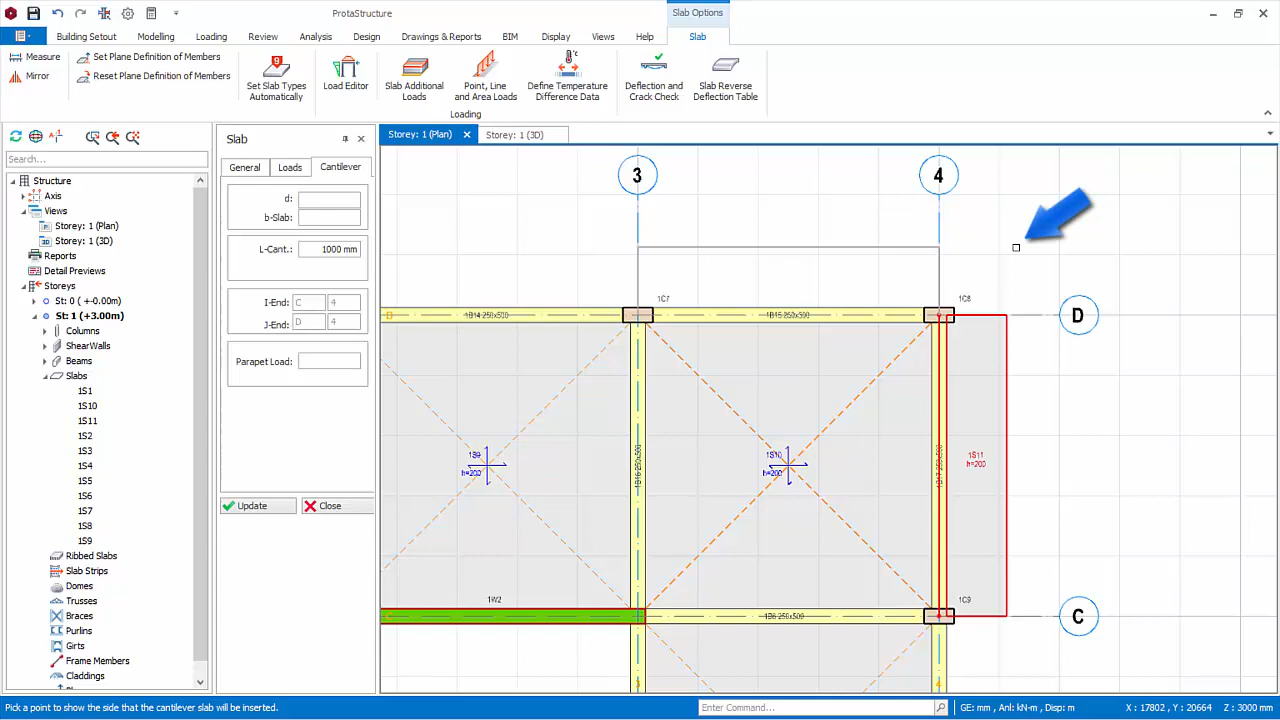 ProtaStructure
Slab Options
Building Setout
Modelling
Loading
Review
Analysis
Design
Drawings & Reports
BIM
Display
Views
Help
Slab
Measure
Mirror
Set Plane Definition of Members
Reset Plane Definition of Members
Set Slab Types
Automatically
Load Editor
Slab Additional
Loads
Point, Line
and Area Loads
Define Temperature
Difference Data
Deflection and
Crack Check
Slab Reverse
Deflection Table
Loading
Search...
Structure
Axis
Views
Storey: 1 (Plan)
Storey: 1 (3D)
Reports
Detail Previews
Storeys
St: 0 ( +-0.00m)
St: 1 (+3.00m)
Columns
ShearWalls
Beams
Slabs
1S1
1S10
1S11
1S2
1S3
1S4
1S5
1S6
1S7
1S8
1S9
Ribbed Slabs
Slab Strips
Domes
Trusses
Braces
Purlins
Girts
Frame Members
Claddings
Slab
General
Loads
Cantilever
d:
b-Slab:
L-Cant.: 1000 mm
I-End: C 4
J-End: D 4
Parapet Load:
Update
Close
Storey: 1 (Plan)
Storey: 1 (3D)
3
4
1C7
1C8
1B14 250x500
1B15 250x500
D
1S9
h=200
1B16 250x500
1S10
h=200
1B17 250x500
1S11
h=200
1W2
1C9
1B6 250x500
C
3
4
Pick a point to show the side that the cantilever slab will be inserted.
Enter Command...
GE: mm , Anl: kN-m , Disp: m
X : 17802 , Y : 20664
Z : 3000 mm